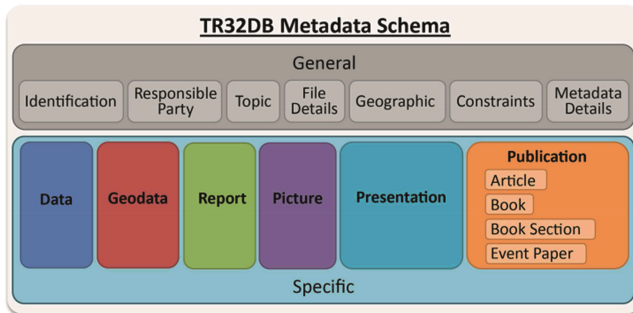 TR32DB Metadata Schema
General
Identification
Responsible
Party
Topic
File
Details
Geographic
Constraints
Metadata
Details
Data
Geodata
Report
Picture
Presentation
Publication
Article
Book
Book Section
Event Paper
Specific